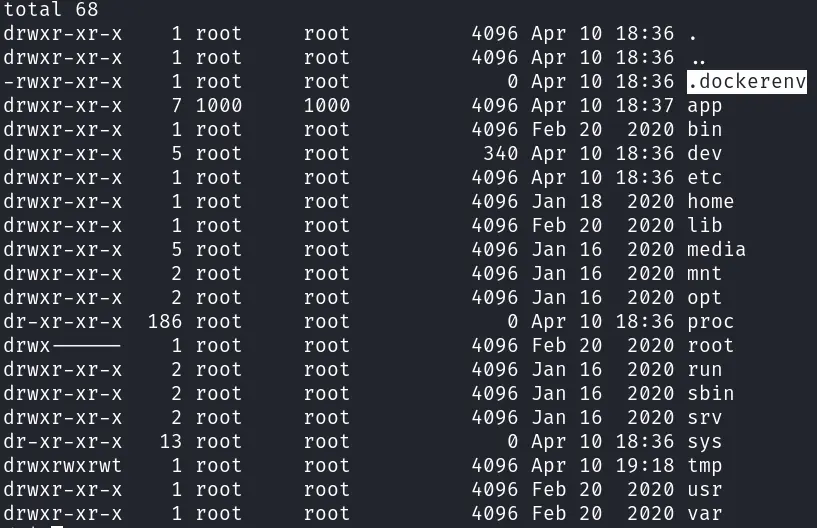 total 68
drwxr-xr-x    1 root     root          4096 Apr 10 18:36 .
drwxr-xr-x    1 root     root          4096 Apr 10 18:36 ..
-rwxr-xr-x    1 root     root             0 Apr 10 18:36 .dockerenv
drwxr-xr-x    7 1000     1000          4096 Apr 10 18:37 app
drwxr-xr-x    1 root     root          4096 Feb 20  2020 bin
drwxr-xr-x    5 root     root           340 Apr 10 18:36 dev
drwxr-xr-x    1 root     root          4096 Apr 10 18:36 etc
drwxr-xr-x    1 root     root          4096 Jan 18  2020 home
drwxr-xr-x    1 root     root          4096 Feb 20  2020 lib
drwxr-xr-x    5 root     root          4096 Jan 16  2020 media
drwxr-xr-x    2 root     root          4096 Jan 16  2020 mnt
drwxr-xr-x    2 root     root          4096 Jan 16  2020 opt
dr-xr-xr-x  186 root     root             0 Apr 10 18:36 proc
drwx------    1 root     root          4096 Feb 20  2020 root
drwxr-xr-x    2 root     root          4096 Jan 16  2020 run
drwxr-xr-x    2 root     root          4096 Jan 16  2020 sbin
drwxr-xr-x    2 root     root          4096 Jan 16  2020 srv
dr-xr-xr-x   13 root     root             0 Apr 10 18:36 sys
drwxrwxrwt    1 root     root          4096 Apr 10 19:18 tmp
drwxr-xr-x    1 root     root          4096 Feb 20  2020 usr
drwxr-xr-x    1 root     root          4096 Feb 20  2020 var